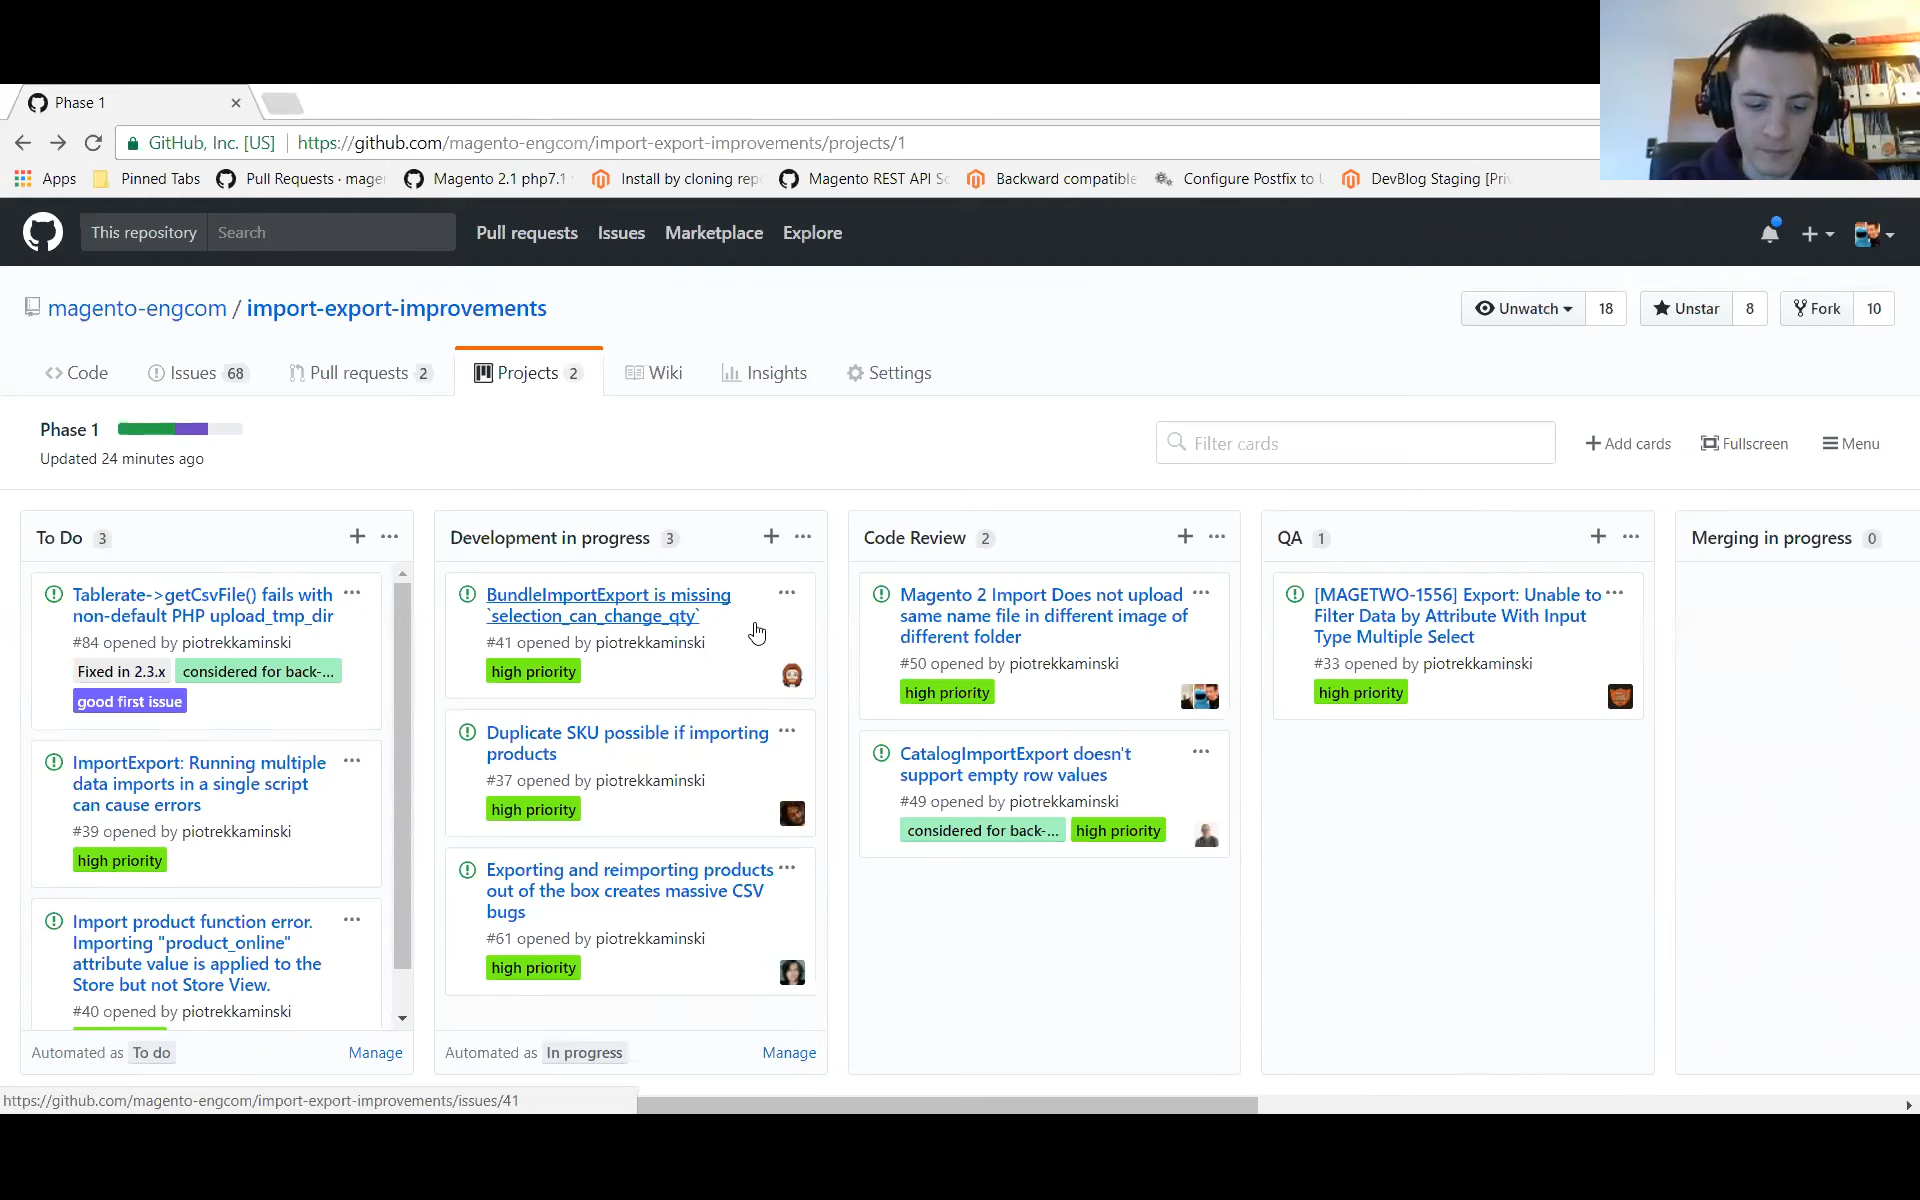 Phase 1
GitHub, Inc. [US]
https://github.com/magento-engcom/import-export-improvements/projects/1
Apps
Pinned Tabs
Pull Requests · mage
Magento 2.1 php7.1
Install by cloning rep
Magento REST API Sc
Backward compatible
Configure Postfix to
DevBlog Staging [Pri
This repository
Search
Pull requests
Issues
Marketplace
Explore
magento-engcom / import-export-improvements
Unwatch 18
Unstar 8
Fork 10
Code
Issues 68
Pull requests 2
Projects 2
Wiki
Insights
Settings
Phase 1
Updated 24 minutes ago
Filter cards
Add cards
Fullscreen
Menu
To Do 3
Tablerate->getCsvFile() fails with
non-default PHP upload_tmp_dir
#84 opened by piotrekkaminski
Fixed in 2.3.x considered for back-...
good first issue
ImportExport: Running multiple
data imports in a single script
can cause errors
#39 opened by piotrekkaminski
high priority
Import product function error.
Importing "product_online"
attribute value is applied to the
Store but not Store View.
#40 opened by piotrekkaminski
Automated as To do Manage
Development in progress 3
BundleImportExport is missing
`selection_can_change_qty`
#41 opened by piotrekkaminski
high priority
Duplicate SKU possible if importing
products
#37 opened by piotrekkaminski
high priority
Exporting and reimporting products
out of the box creates massive CSV
bugs
#61 opened by piotrekkaminski
high priority
Automated as In progress Manage
Code Review 2
Magento 2 Import Does not upload
same name file in different image of
different folder
#50 opened by piotrekkaminski
high priority
CatalogImportExport doesn't
support empty row values
#49 opened by piotrekkaminski
considered for back-... high priority
QA 1
[MAGETWO-1556] Export: Unable to
Filter Data by Attribute With Input
Type Multiple Select
#33 opened by piotrekkaminski
high priority
Merging in progress 0
https://github.com/magento-engcom/import-export-improvements/issues/41